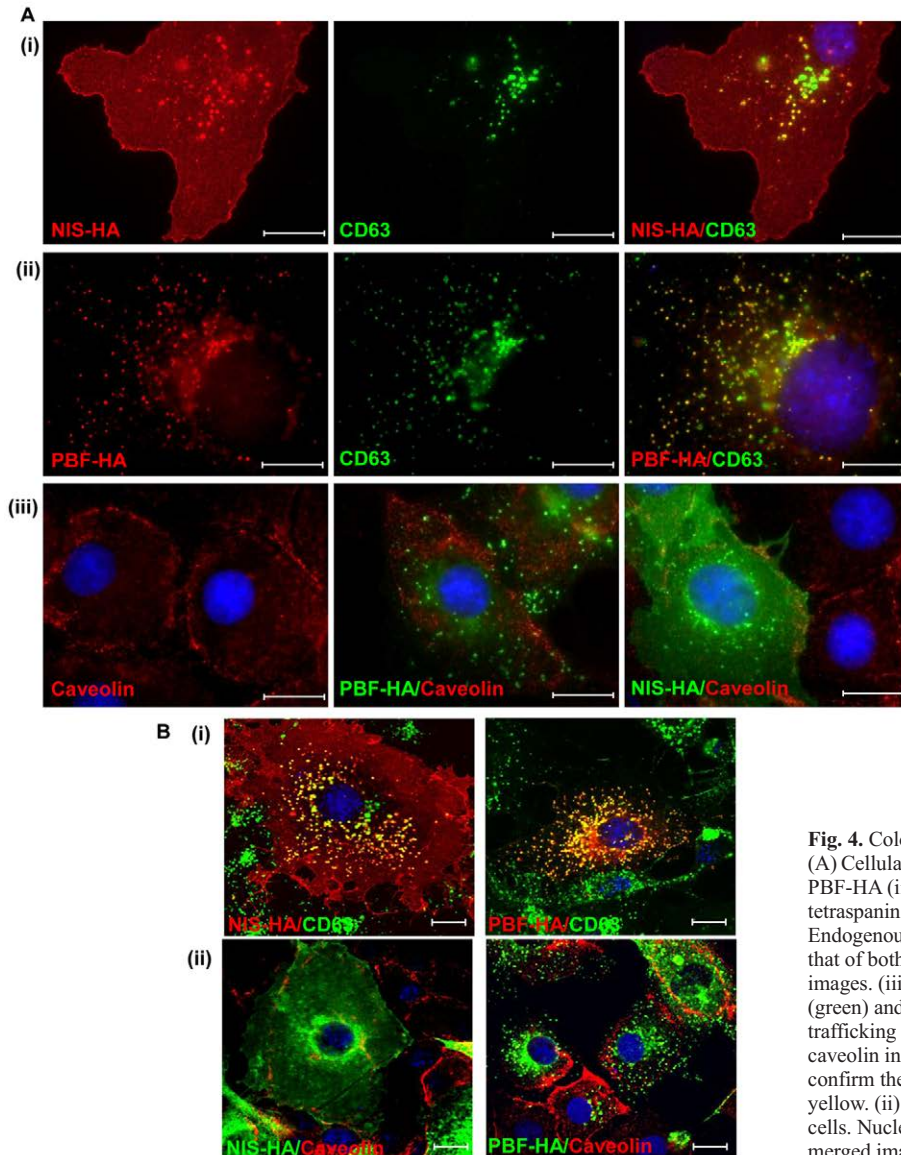 A
(i)
NIS-HA
CD63
NIS-HA/CD63
(ii)
PBF-HA
CD63
PBF-HA/CD63
(iii)
Caveolin
PBF-HA/Caveolin
NIS-HA/Caveolin
B
(i)
NIS-HA/CD63
PBF-HA/CD63
(ii)
NIS-HA/Caveolin
PBF-HA/Caveolin
Fig. 4.
(A) Cellula
PBF-HA (i
tetraspanin
Endogenou
that of both
images. (iii
(green) and
trafficking
caveolin in
confirm the
yellow. (ii)
cells. Nucle
merged ima